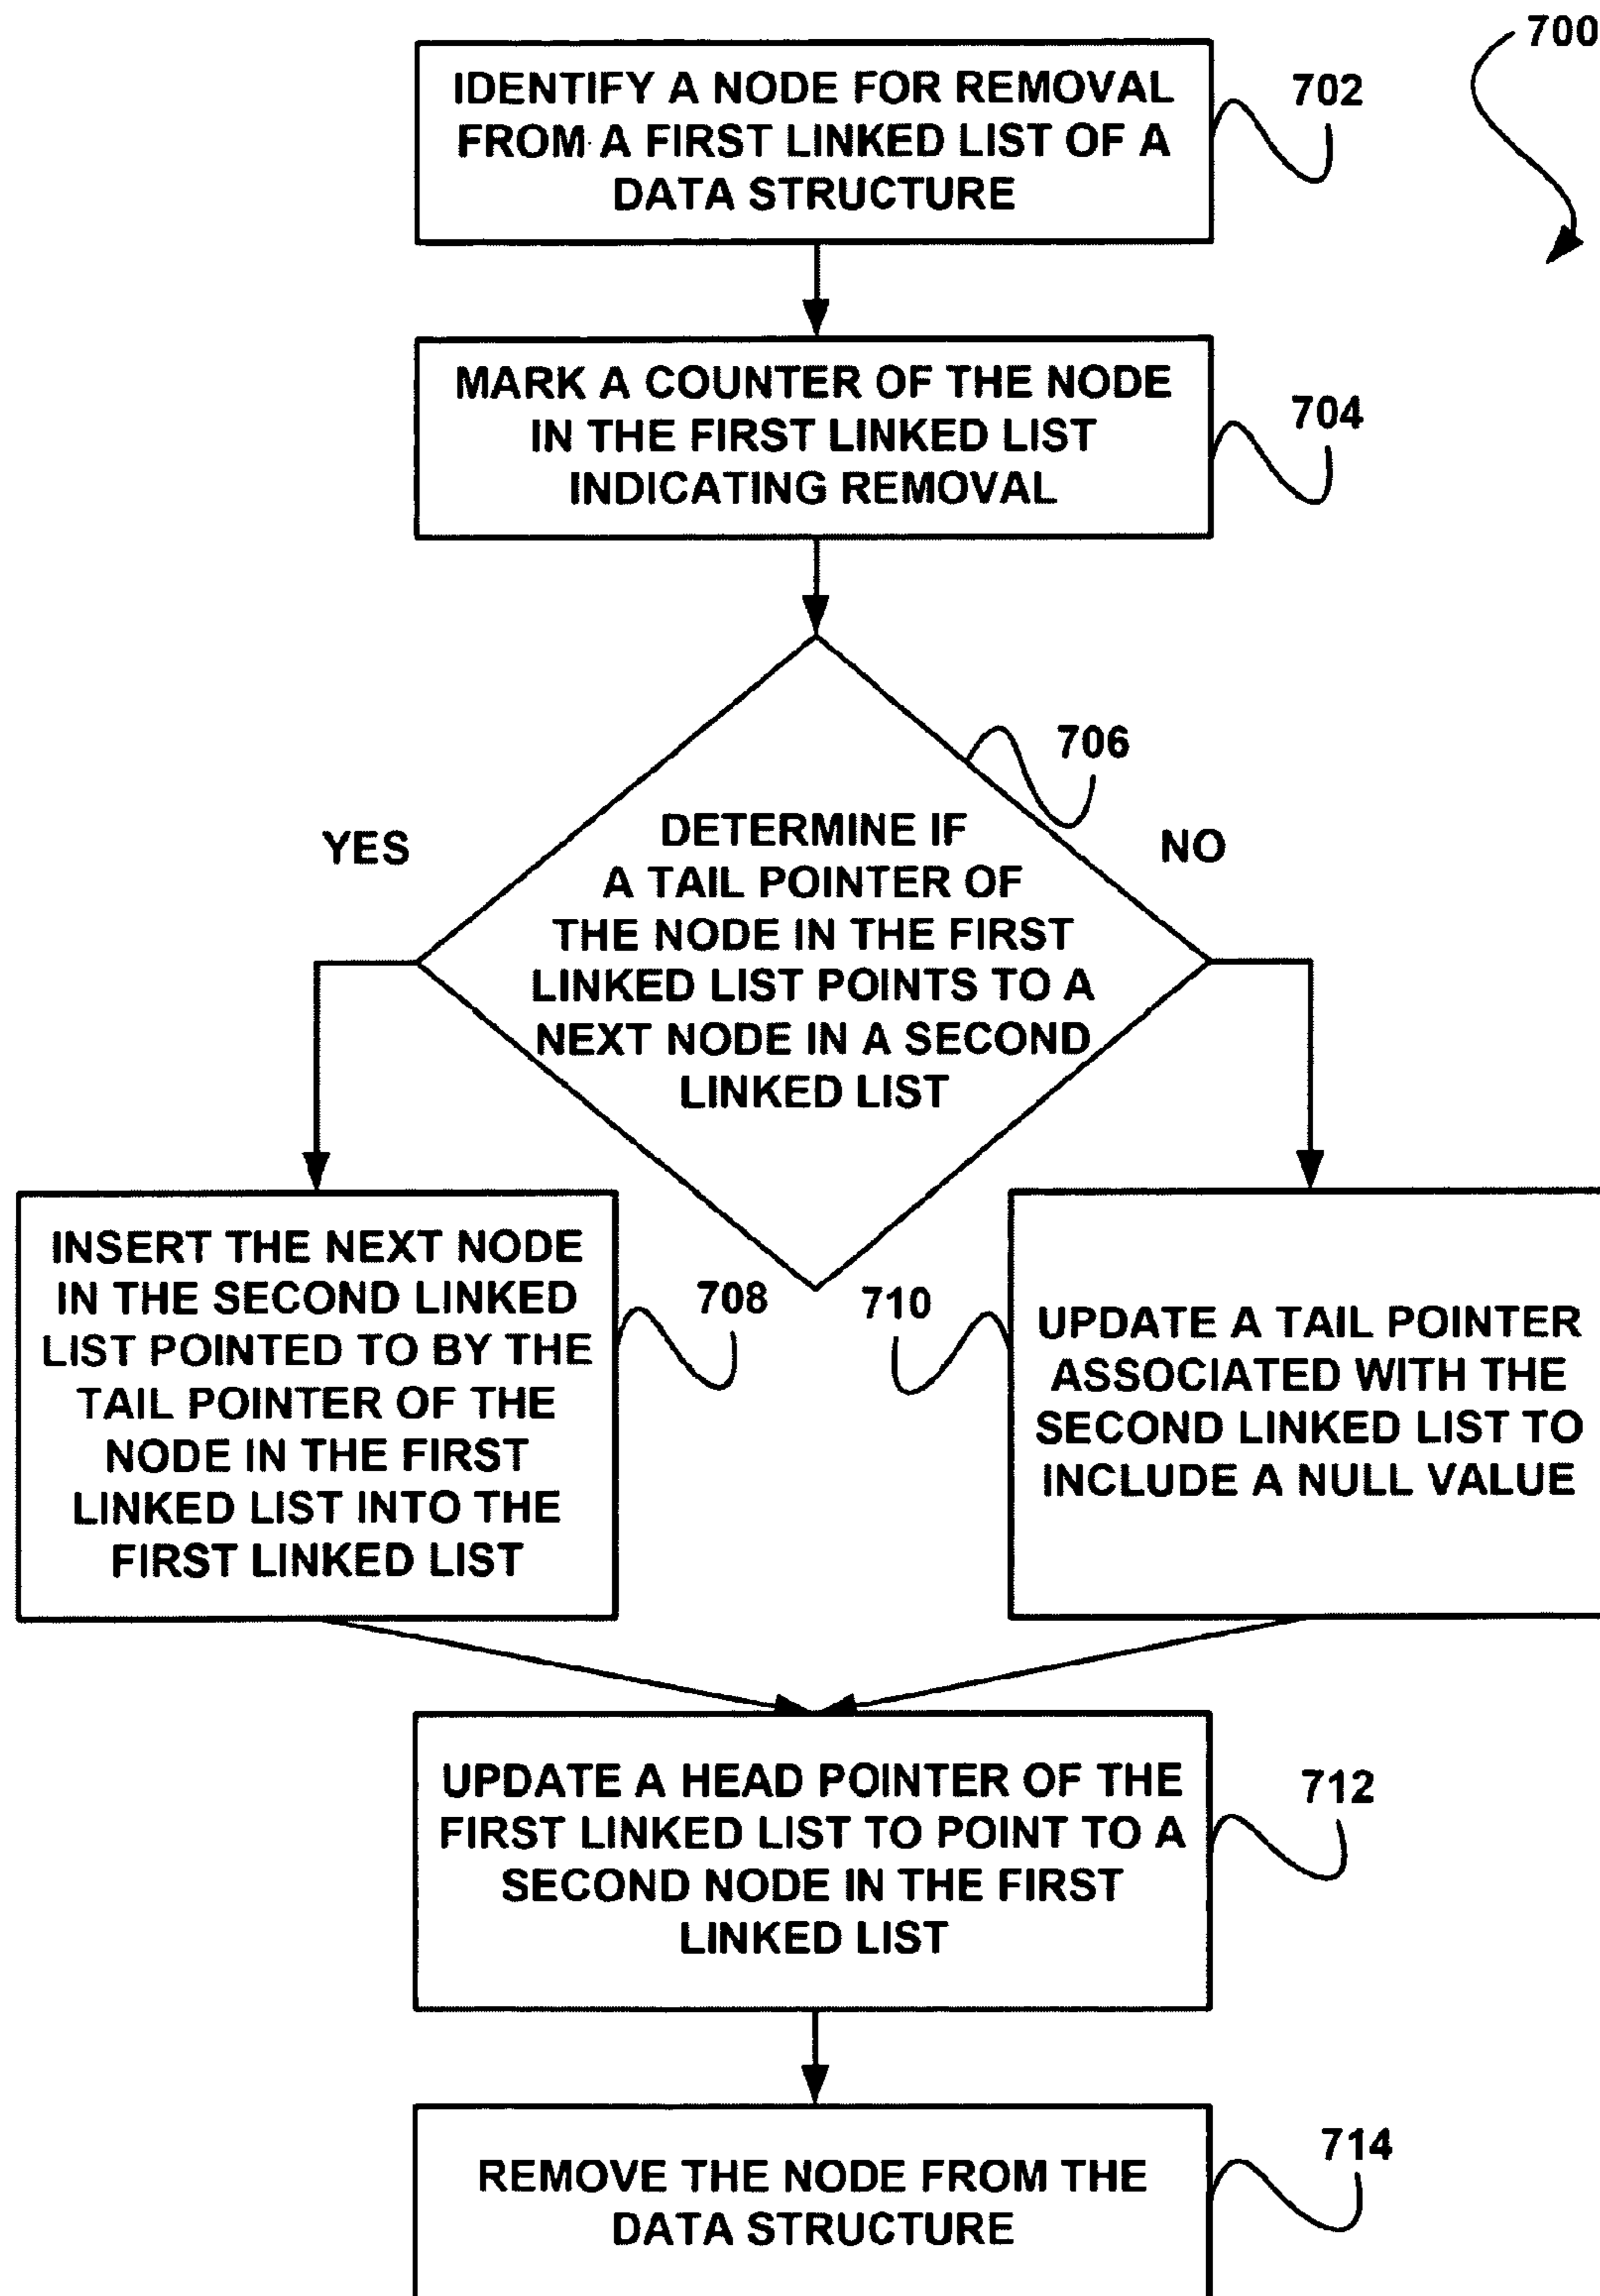 700
IDENTIFY A NODE FOR REMOVAL
FROM A FIRST LINKED LIST OF A
DATA STRUCTURE
702
MARK A COUNTER OF THE NODE
IN THE FIRST LINKED LIST
INDICATING REMOVAL
704
706
DETERMINE IF
A TAIL POINTER OF
THE NODE IN THE FIRST
LINKED LIST POINTS TO A
NEXT NODE IN A SECOND
LINKED LIST
YES
NO
INSERT THE NEXT NODE
IN THE SECOND LINKED
LIST POINTED TO BY THE
TAIL POINTER OF THE
NODE IN THE FIRST
LINKED LIST INTO THE
FIRST LINKED LIST
708
710
UPDATE A TAIL POINTER
ASSOCIATED WITH THE
SECOND LINKED LIST TO
INCLUDE A NULL VALUE
UPDATE A HEAD POINTER OF THE
FIRST LINKED LIST TO POINT TO A
SECOND NODE IN THE FIRST
LINKED LIST
712
REMOVE THE NODE FROM THE
DATA STRUCTURE
714